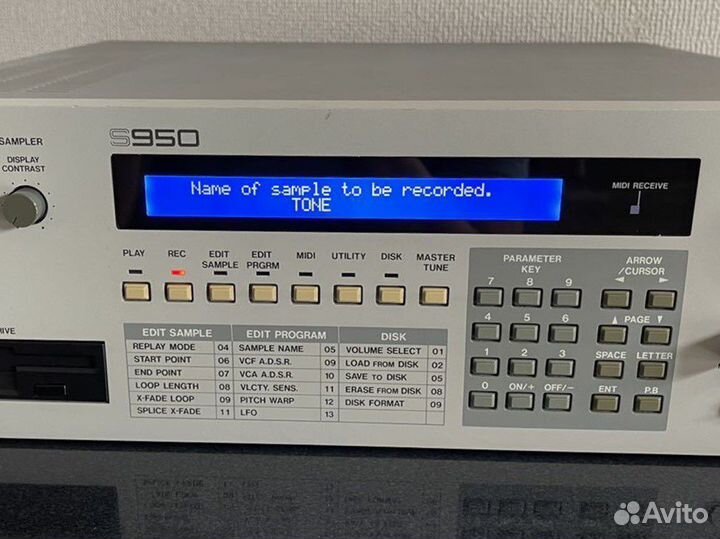 SAMPLER
S950
DISPLAY
CONTRAST
Name of sample to be recorded.
TONE
MIDI RECEIVE
PLAY
REC
EDIT
SAMPLE
EDIT
PRGRM
MIDI
UTILITY
DISK
MASTER
TUNE
PARAMETER
KEY
ARROW
/CURSOR
7 8 9
◄ ►
4 5 6
▲ PAGE ▼
1 2 3
SPACE LETTER
0 ON/+ OFF/−
ENT P.B
EDIT SAMPLE
REPLAY MODE 04
START POINT 06
END POINT 07
LOOP LENGTH 08
X-FADE LOOP 09
SPLICE X-FADE 11
EDIT PROGRAM
SAMPLE NAME 05
VCF A.D.S.R. 09
VCA A.D.S.R. 10
VLCTY. SENS. 11
PITCH WARP 12
LFO 13
DISK
VOLUME SELECT 01
LOAD FROM DISK 02
SAVE TO DISK 05
ERASE FROM DISK 08
DISK FORMAT 09
RIVE
Avito